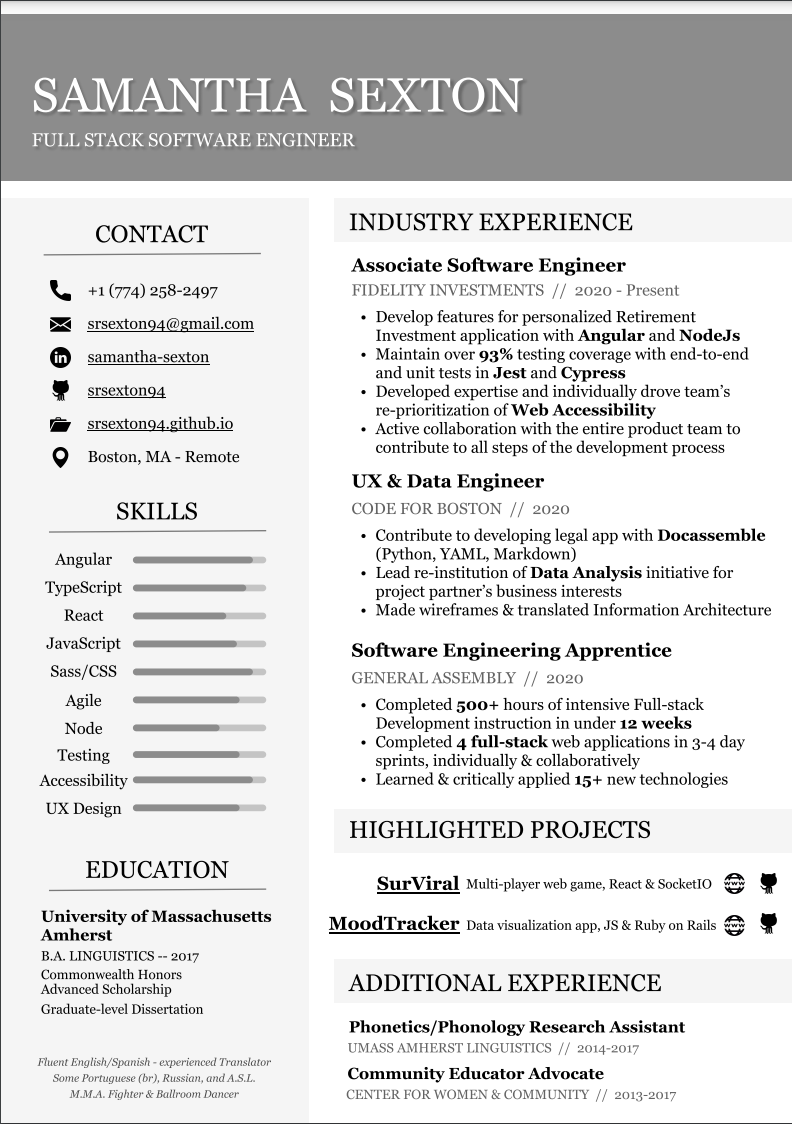 SAMANTHA SEXTON
FULL STACK SOFTWARE ENGINEER
CONTACT
+1 (774) 258-2497
srsexton94@gmail.com
samantha-sexton
srsexton94
srsexton94.github.io
Boston, MA - Remote
SKILLS
Angular
TypeScript
React
JavaScript
Sass/CSS
Agile
Node
Testing
Accessibility
UX Design
EDUCATION
University of Massachusetts
Amherst
B.A. LINGUISTICS -- 2017
Commonwealth Honors
Advanced Scholarship
Graduate-level Dissertation
Fluent English/Spanish - experienced Translator
Some Portuguese (br), Russian, and A.S.L.
M.M.A. Fighter & Ballroom Dancer
INDUSTRY EXPERIENCE
Associate Software Engineer
FIDELITY INVESTMENTS // 2020 - Present
• Develop features for personalized Retirement
Investment application with Angular and NodeJs
• Maintain over 93% testing coverage with end-to-end
and unit tests in Jest and Cypress
• Developed expertise and individually drove team's
re-prioritization of Web Accessibility
• Active collaboration with the entire product team to
contribute to all steps of the development process
UX & Data Engineer
CODE FOR BOSTON // 2020
• Contribute to developing legal app with Docassemble
(Python, YAML, Markdown)
• Lead re-institution of Data Analysis initiative for
project partner's business interests
• Made wireframes & translated Information Architecture
Software Engineering Apprentice
GENERAL ASSEMBLY // 2020
• Completed 500+ hours of intensive Full-stack
Development instruction in under 12 weeks
• Completed 4 full-stack web applications in 3-4 day
sprints, individually & collaboratively
• Learned & critically applied 15+ new technologies
HIGHLIGHTED PROJECTS
SurViral Multi-player web game, React & SocketIO www
MoodTracker Data visualization app, JS & Ruby on Rails www
ADDITIONAL EXPERIENCE
Phonetics/Phonology Research Assistant
UMASS AMHERST LINGUISTICS // 2014-2017
Community Educator Advocate
CENTER FOR WOMEN & COMMUNITY // 2013-2017